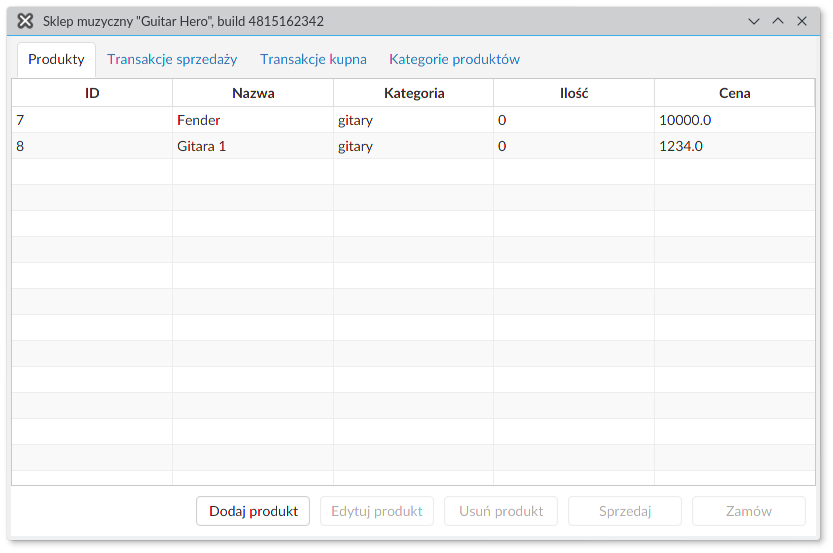 Sklep muzyczny "Guitar Hero", build 4815162342
Produkty Transakcje sprzedaży Transakcje kupna Kategorie produktów
ID Nazwa Kategoria Ilość Cena
7 Fender gitary 0 10000.0
8 Gitara 1 gitary 0 1234.0
Dodaj produkt Edytuj produkt Usuń produkt Sprzedaj Zamów